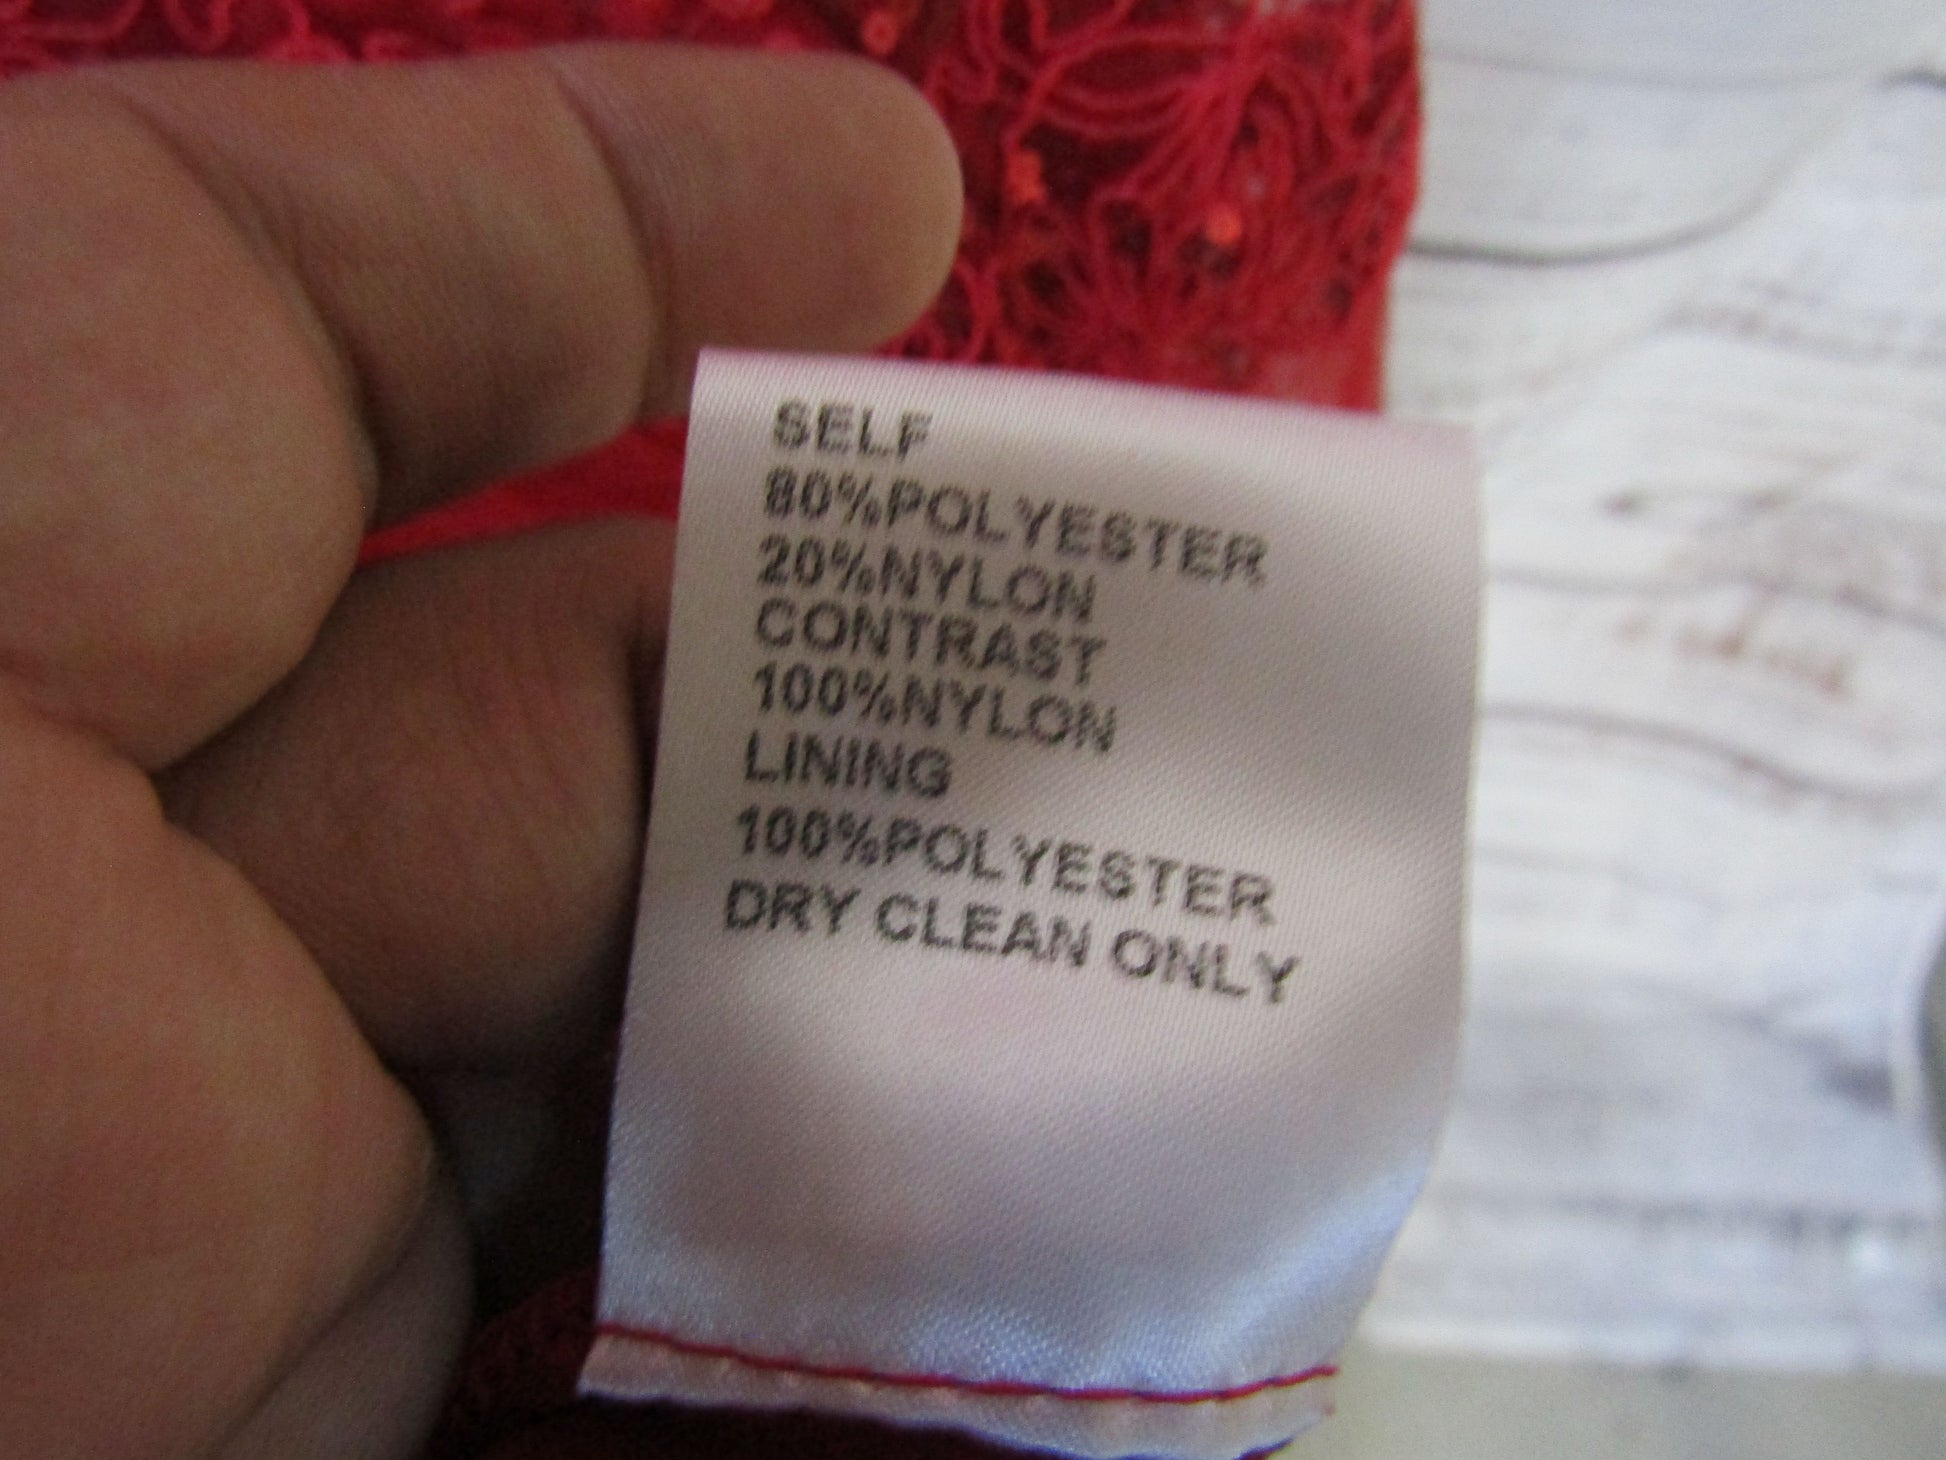 SELF
80%POLYESTER
20%NYLON
CONTRAST
100%NYLON
LINING
100%POLYESTER
DRY CLEAN ONLY